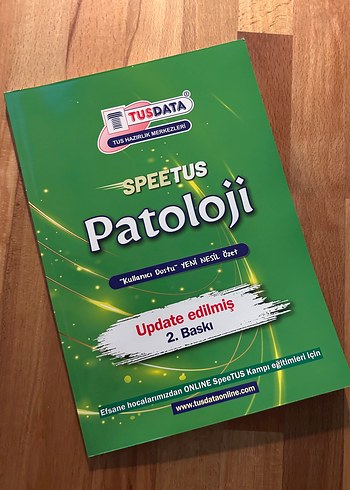 TUSDATA
®
TUS HAZIRLIK MERKEZLERİ
SPEETUS
Patoloji
"Kullanıcı Dostu" YENİ NESİL Özet
Update edilmiş
2. Baskı
Efsane hocalarımızdan ONLINE SpeeTUS Kampı eğitimleri için
www.tusdataonline.com